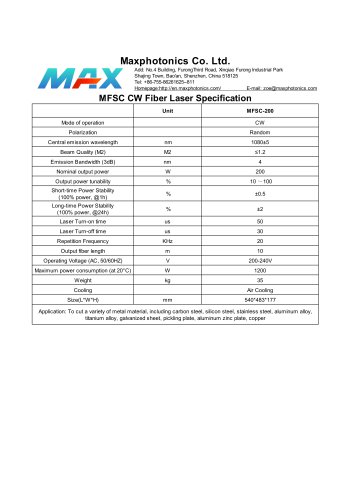 Maxphotonics Co. Ltd.
MAX
Add: No.4 Building, FurongThird Road, Xinqiao Furong Industrial Park
Shajing Town, Bao'an, Shenzhen, China 518125
Tel: +86-755-86261625--811
Homepage:http://en.maxphotonics.com/ E-mail: zoe@maxphotonics.com
MFSC CW Fiber Laser Specification
Unit MFSC-200
Mode of operation CW
Polarization Random
Central emission wavelength nm 1080±5
Beam Quality (M2) M2 ≤1.2
Emission Bandwidth (3dB) nm 4
Nominal output power W 200
Output power tunability % 10 ~100
Short-time Power Stability
(100% power, @1h) % ±0.5
Long-time Power Stability
(100% power, @24h) % ±2
Laser Turn-on time us 50
Laser Turn-off time us 30
Repetition Frequency KHz 20
Output fiber length m 10
Operating Voltage (AC, 50/60HZ) V 200-240V
Maximum power consumption (at 20°C) W 1200
Weight kg 35
Cooling Air Cooling
Size(L*W*H) mm 540*483*177
Application: To cut a variety of metal material, including carbon steel, silicon steel, stainless steel, aluminum alloy,
titanium alloy, galvanized sheet, pickling plate, aluminum zinc plate, copper